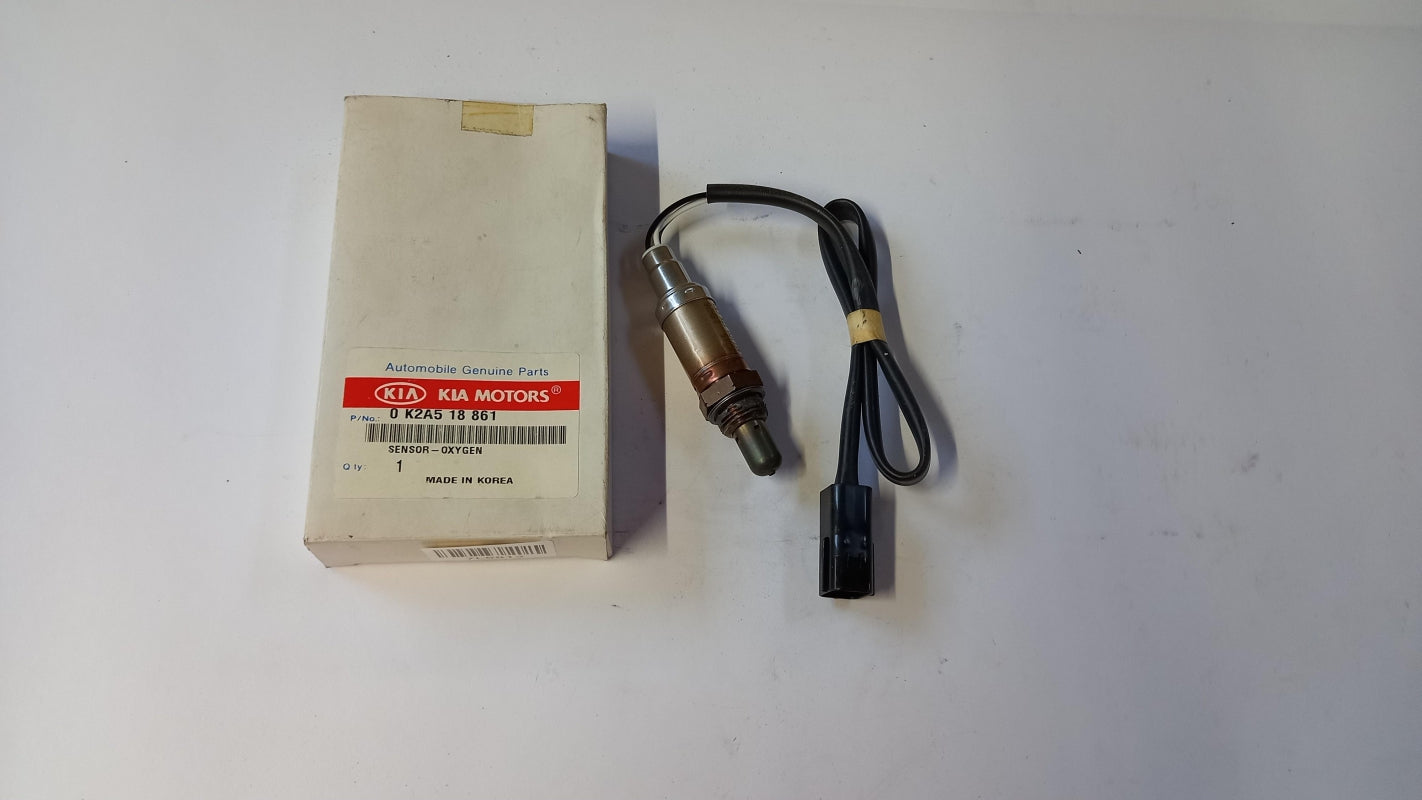 Automobile Genuine Parts
KIA KIA MOTORS®
P/No.: 0 K2A5 18 861
SENSOR-OXYGEN
Q ty: 1
MADE IN KOREA